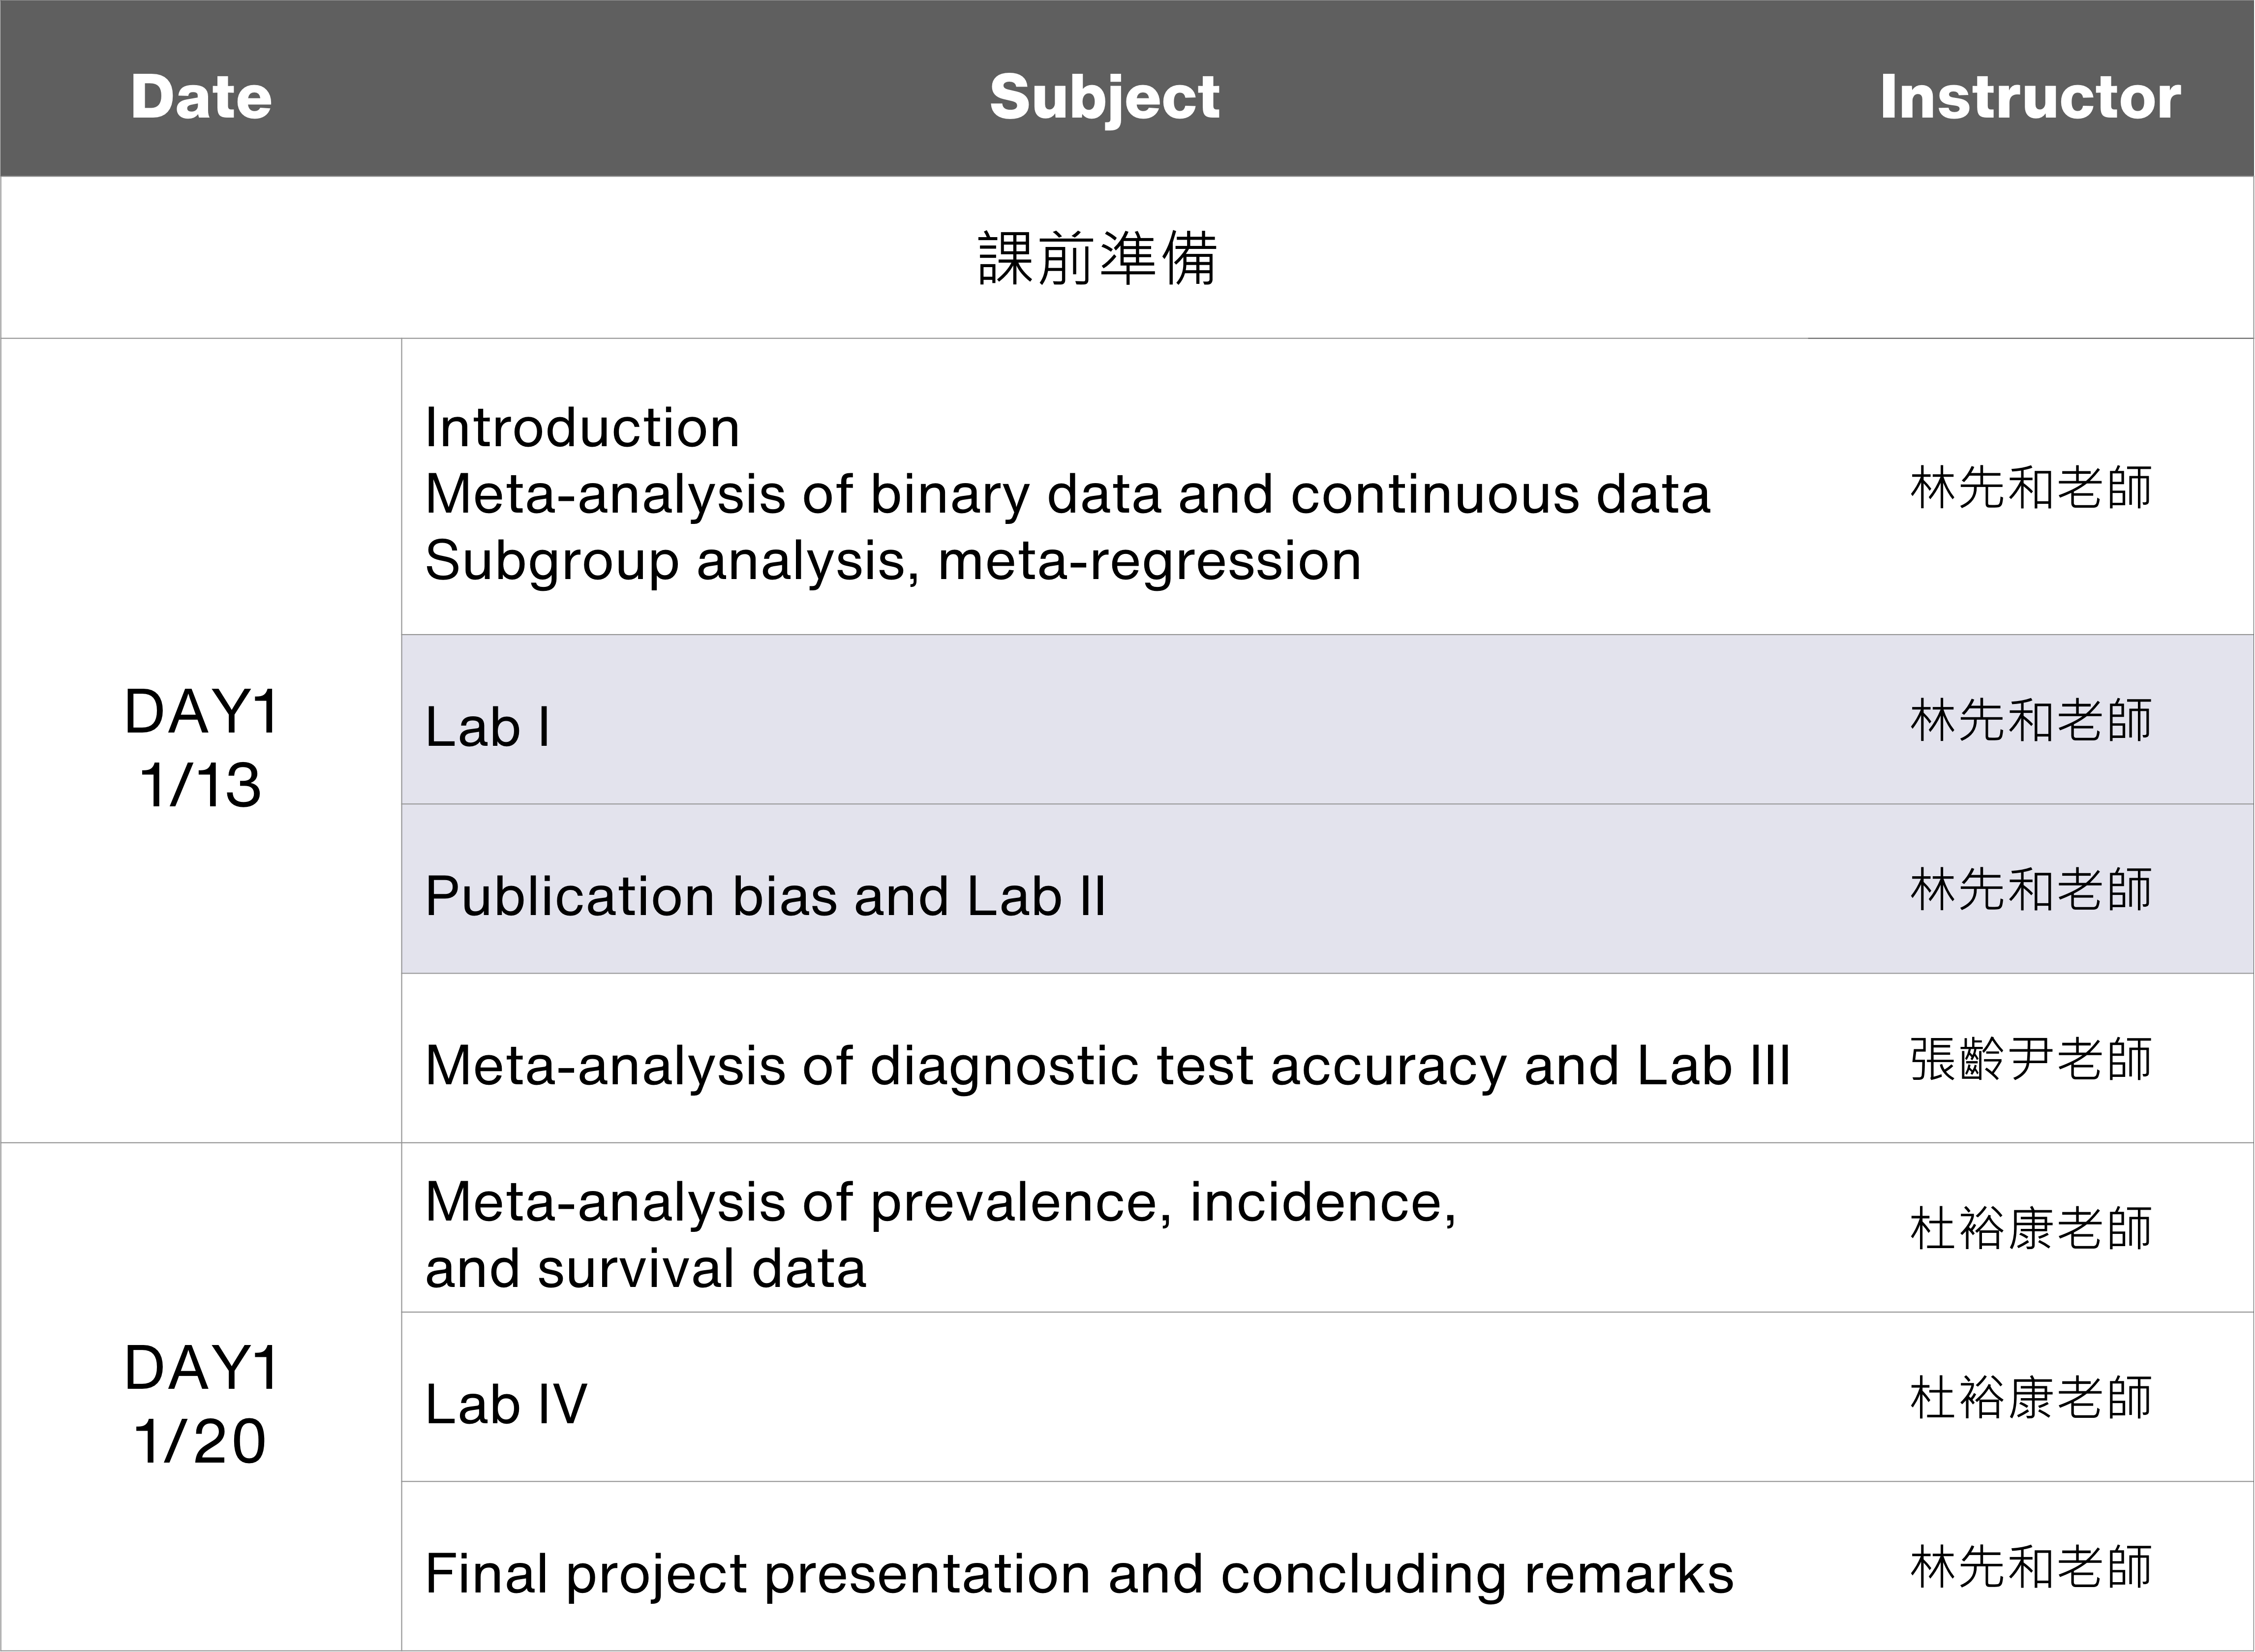 Date Subject Instructor
課前準備
DAY1
1/13
Introduction
Meta-analysis of binary data and continuous data
Subgroup analysis, meta-regression
林先和老師
Lab I
林先和老師
Publication bias and Lab II
林先和老師
Meta-analysis of diagnostic test accuracy and Lab III
張齡尹老師
DAY1
1/20
Meta-analysis of prevalence, incidence,
and survival data
杜裕康老師
Lab IV
杜裕康老師
Final project presentation and concluding remarks
林先和老師